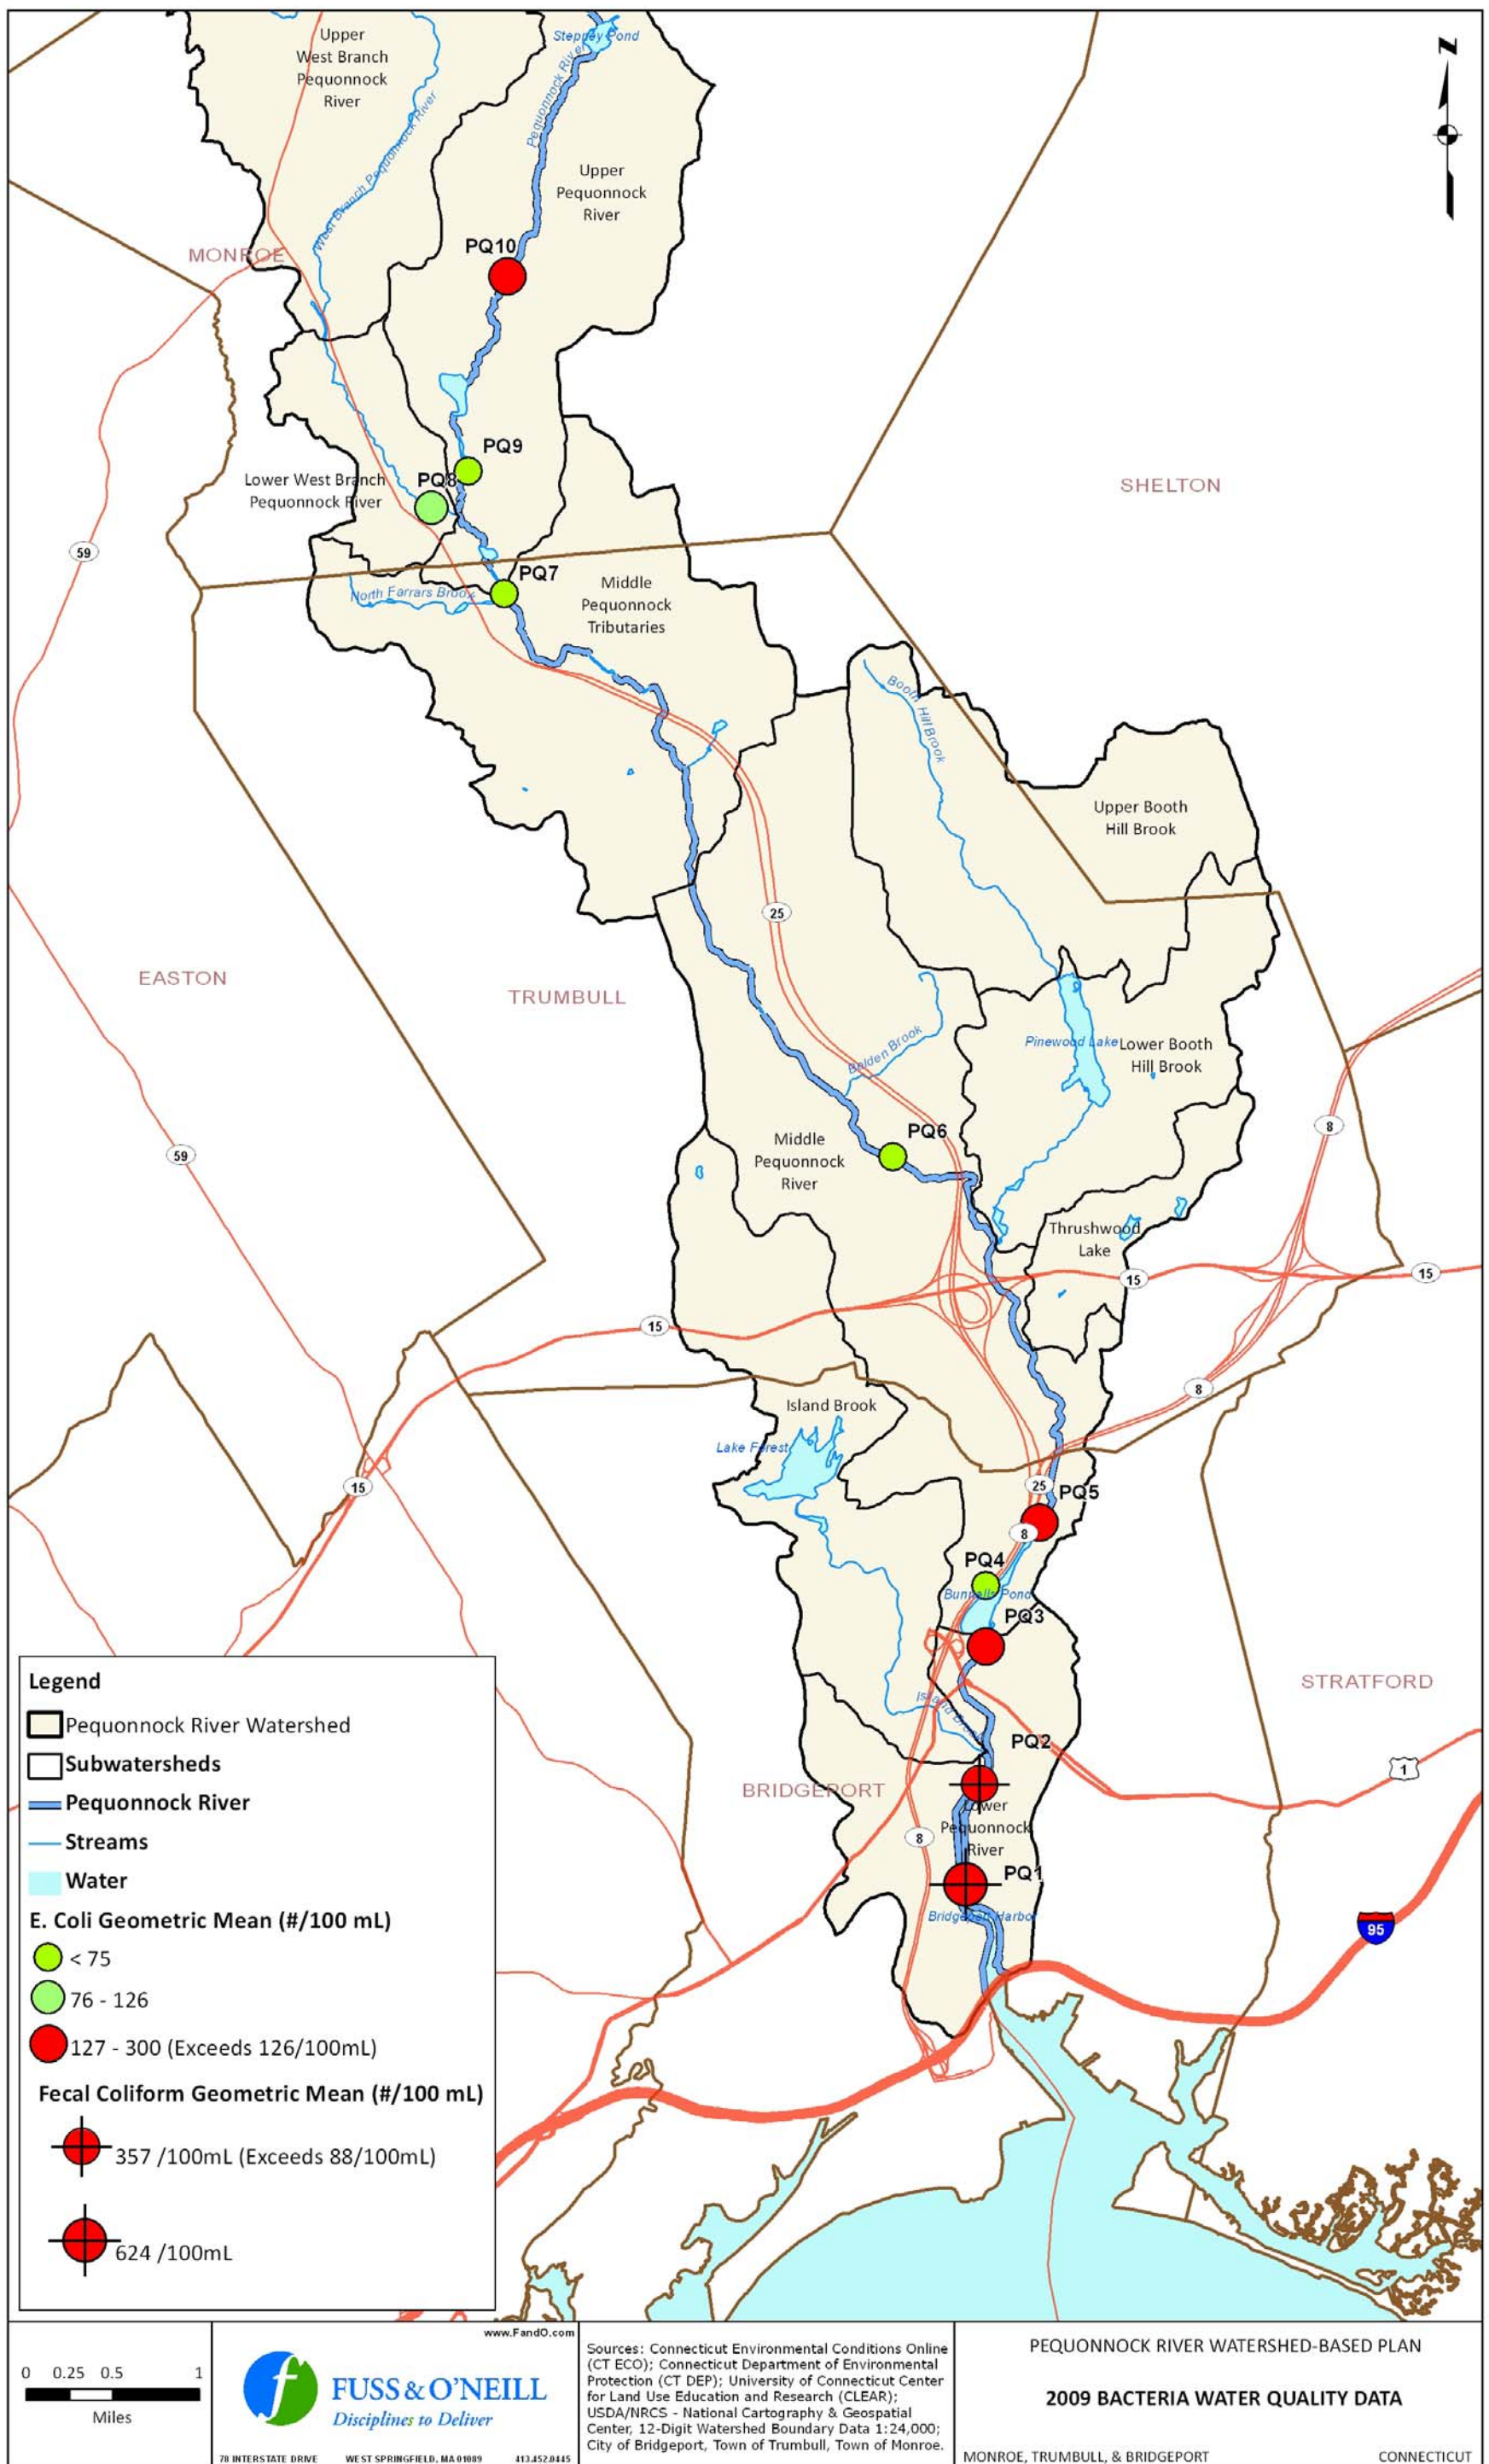 Upper
West Branch
Pequonnock
River
Steppey Pond
N
Pequonnock River
West Branch Pequonnock River
Upper
Pequonnock
River
PQ10
MONROE
PQ9
Lower West Branch
Pequonnock River
PQ8
SHELTON
59
PQ7
North Farrars Brook
Middle
Pequonnock
Tributaries
Booth Hill Brook
Upper Booth
Hill Brook
25
EASTON
TRUMBULL
Pinewood Lake
Lower Booth
Hill Brook
Belden Brook
8
PQ6
Middle
Pequonnock
River
59
Thrushwood
Lake
15
15
15
8
Island Brook
Lake Forest
15
25
PQ5
8
PQ4
Bunnells Pond
PQ3
STRATFORD
Island Brook
PQ2
1
BRIDGEPORT
Lower
Pequonnock
River
8
PQ1
Bridgeport Harbor
95
Legend
Pequonnock River Watershed
Subwatersheds
Pequonnock River
Streams
Water
E. Coli Geometric Mean (#/100 mL)
< 75
76 - 126
127 - 300 (Exceeds 126/100mL)
Fecal Coliform Geometric Mean (#/100 mL)
357 /100mL (Exceeds 88/100mL)
624 /100mL
0 0.25 0.5 1
Miles
www.FandO.com
FUSS & O'NEILL
Disciplines to Deliver
78 INTERSTATE DRIVE WEST SPRINGFIELD, MA 01089 413.452.0445
Sources: Connecticut Environmental Conditions Online
(CT ECO); Connecticut Department of Environmental
Protection (CT DEP); University of Connecticut Center
for Land Use Education and Research (CLEAR);
USDA/NRCS - National Cartography & Geospatial
Center, 12-Digit Watershed Boundary Data 1:24,000;
City of Bridgeport, Town of Trumbull, Town of Monroe.
PEQUONNOCK RIVER WATERSHED-BASED PLAN
2009 BACTERIA WATER QUALITY DATA
MONROE, TRUMBULL, & BRIDGEPORT CONNECTICUT